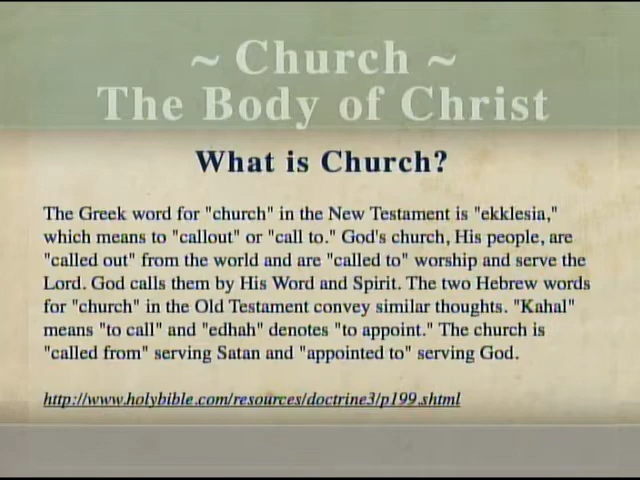 ~ Church ~
The Body of Christ
What is Church?
The Greek word for "church" in the New Testament is "ekklesia,"
which means to "callout" or "call to." God's church, His people, are
"called out" from the world and are "called to" worship and serve the
Lord. God calls them by His Word and Spirit. The two Hebrew words
for "church" in the Old Testament convey similar thoughts. "Kahal"
means "to call" and "edhah" denotes "to appoint." The church is
"called from" serving Satan and "appointed to" serving God.
http://www.holybible.com/resources/doctrine3/p199.shtml